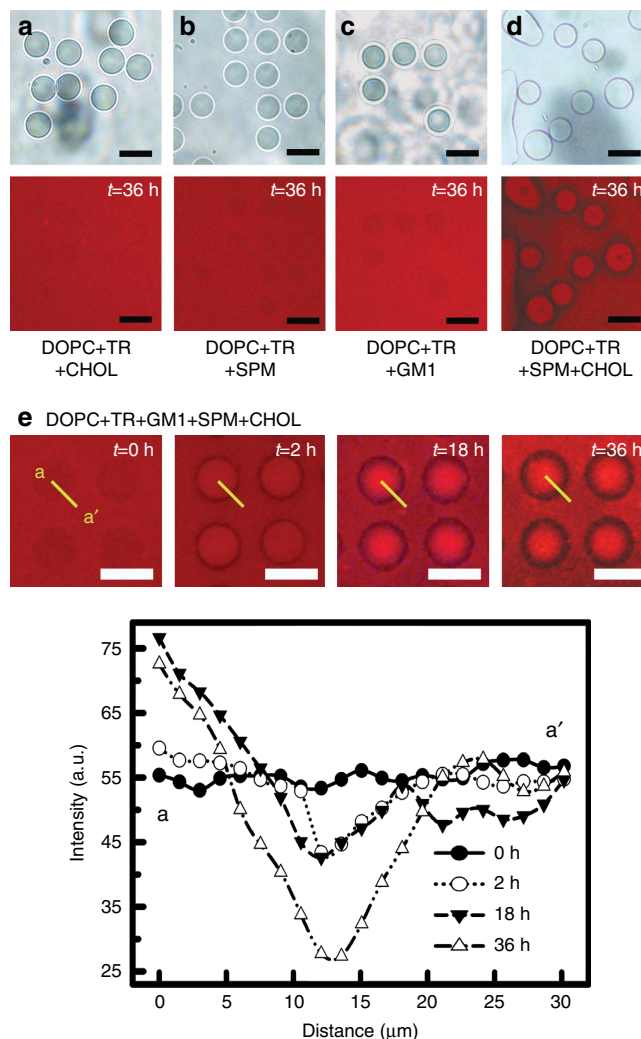 a
b
c
d
t=36 h
t=36 h
t=36 h
t=36 h
DOPC+TR
+CHOL
DOPC+TR
+SPM
DOPC+TR
+GM1
DOPC+TR
+SPM+CHOL
e DOPC+TR+GM1+SPM+CHOL
t=0 h
t=2 h
t=18 h
t=36 h
a
a′
75
65
55
45
35
25
Intensity (a.u.)
a
a′
0 h
2 h
18 h
36 h
0 5 10 15 20 25 30
Distance (μm)